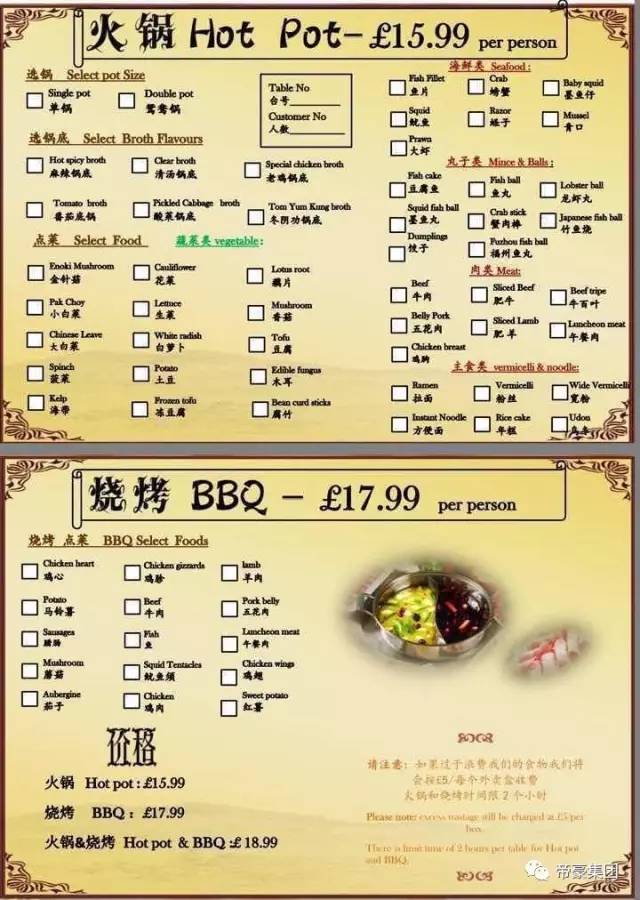 火锅 Hot Pot- £15.99 per person
选锅 Select pot Size
Single pot
单锅
Double pot
鸳鸯锅
Table No
台号
Customer No
人数
选锅底 Select Broth Flavours
Hot spicy broth
麻辣锅底
Clear broth
清汤锅底
Special chicken broth
老鸡锅底
Tomato broth
番茄底锅
Pickled Cabbage broth
酸菜锅底
Tom Yum Kung broth
冬阴功锅底
点菜 Select Food
蔬菜类 vegetable:
Enoki Mushroom
金针菇
Cauliflower
花菜
Lotus root
藕片
Pak Choy
小白菜
Lettuce
生菜
Mushroom
香菇
Chinese Leave
大白菜
White radish
白萝卜
Tofu
豆腐
Spinch
菠菜
Potato
土豆
Edible fungus
木耳
Kelp
海带
Frozen tofu
冻豆腐
Bean curd sticks
腐竹
海鲜类 Seafood :
Fish Fillet
鱼片
Crab
螃蟹
Baby squid
墨鱼仔
Squid
鱿鱼
Razor
蛏子
Mussel
青口
Prawn
大虾
丸子类 Mince & Balls :
Fish cake
豆腐鱼
Fish ball
鱼丸
Lobster ball
龙虾丸
Squid fish ball
墨鱼丸
Crab stick
蟹肉棒
Japanese fish ball
竹鱼烧
Dumplings
饺子
Fuzhou fish ball
福州鱼丸
肉类 Meat:
Beef
牛肉
Sliced Beef
肥牛
Beef tripe
牛百叶
Belly Pork
五花肉
Sliced Lamb
肥羊
Luncheon meat
午餐肉
Chicken breast
鸡胸
主食类 vermicelli & noodle:
Ramen
拉面
Vermicelli
粉丝
Wide Vermicelli
宽粉
Instant Noodle
方便面
Rice cake
年糕
Udon
乌冬
烧烤 BBQ - £17.99 per person
烧烤 点菜 BBQ Select Foods
Chicken heart
鸡心
Chicken gizzards
鸡胗
lamb
羊肉
Potato
马铃薯
Beef
牛肉
Pork belly
五花肉
Sausages
腊肠
Fish
鱼
Luncheon meat
午餐肉
Mushroom
蘑菇
Squid Tentacles
鱿鱼须
Chicken wings
鸡翅
Aubergine
茄子
Chicken
鸡肉
Sweet potato
红薯
价格
火锅 Hot pot : £15.99
烧烤 BBQ : £17.99
火锅&烧烤 Hot pot & BBQ :£ 18.99
请注意: 如果过于浪费我们的食物我们将
会按£5/每个外卖盒收费
火锅和烧烤时间限 2 个小时
Please note: excess wastage will be charged at £5/per
box.
There is limit time of 2 hours per table for Hot pot
and BBQ.
帝豪集团